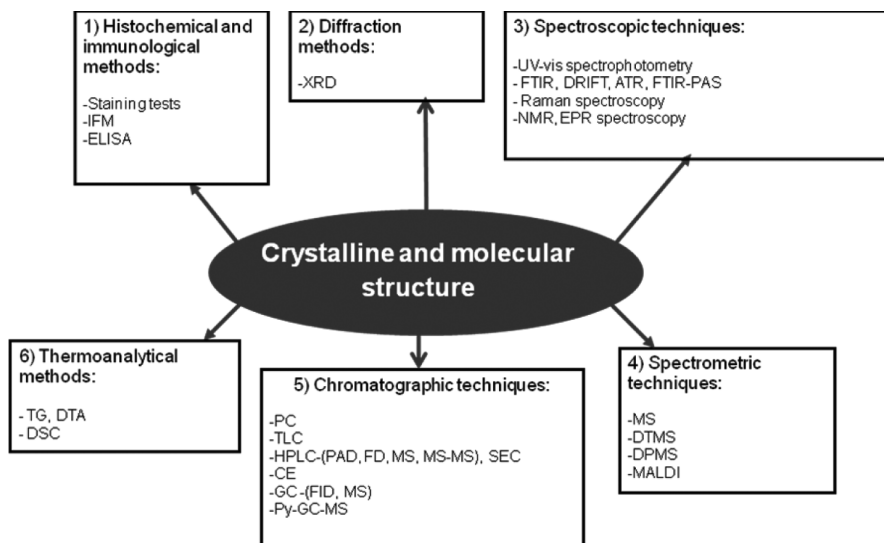 1) Histochemical and
immunological
methods:
-Staining tests
-IFM
-ELISA
2) Diffraction
methods:
-XRD
3) Spectroscopic techniques:
-UV-vis spectrophotometry
- FTIR, DRIFT, ATR, FTIR-PAS
- Raman spectroscopy
-NMR, EPR spectroscopy
Crystalline and molecular
structure
6) Thermoanalytical
methods:
- TG, DTA
- DSC
5) Chromatographic techniques:
-PC
-TLC
-HPLC-(PAD, FD, MS, MS-MS), SEC
-CE
-GC-(FID, MS)
-Py-GC-MS
4) Spectrometric
techniques:
-MS
-DTMS
-DPMS
-MALDI